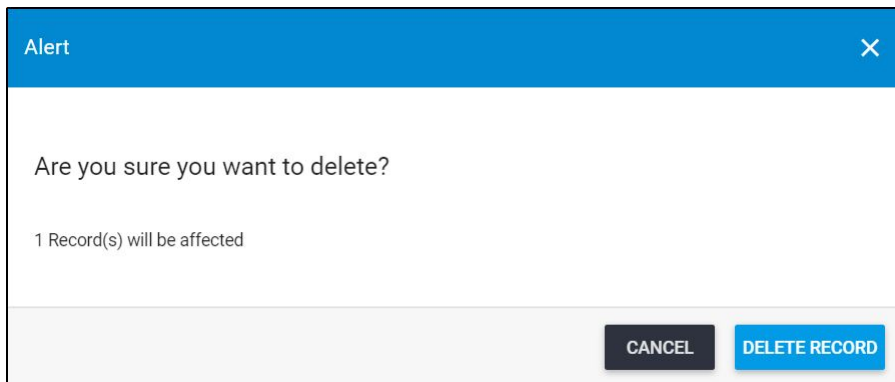 Alert
Are you sure you want to delete?
1 Record(s) will be affected
CANCEL DELETE RECORD